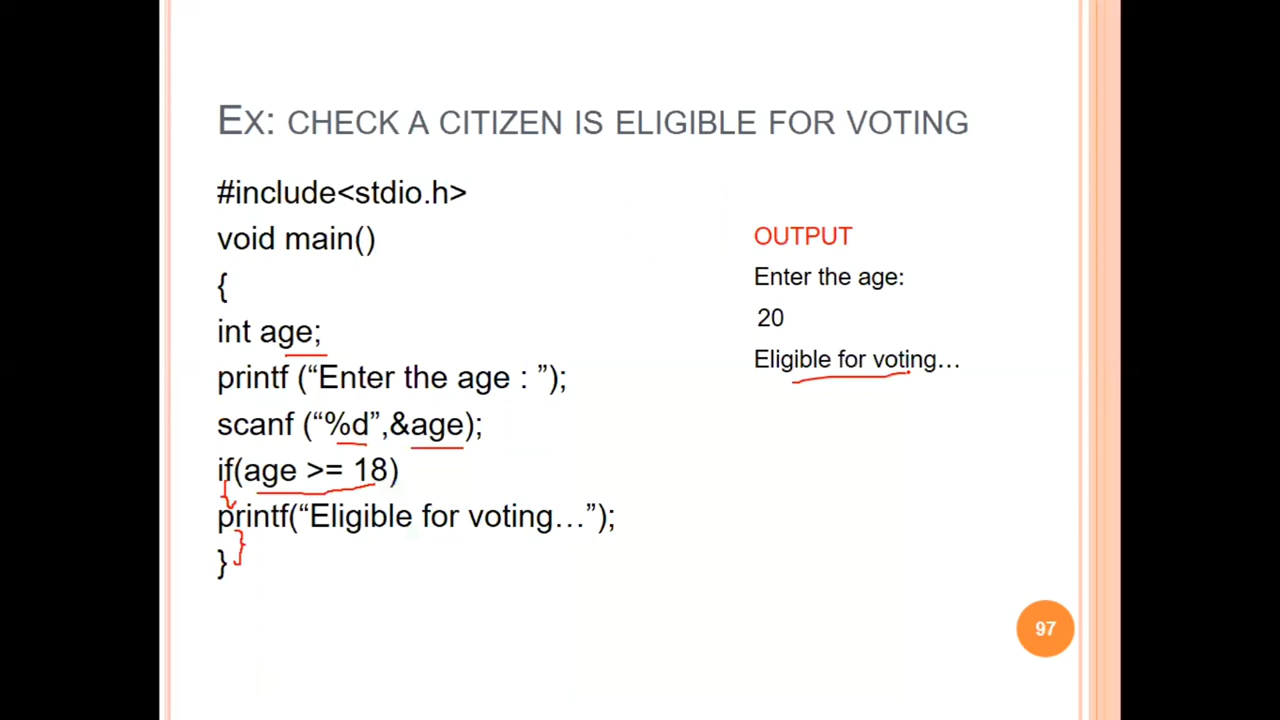 EX: CHECK A CITIZEN IS ELIGIBLE FOR VOTING
#include<stdio.h>
void main()
{
int age;
printf (“Enter the age : ”);
scanf (“%d”,&age);
if(age >= 18)
printf(“Eligible for voting…”);
}
OUTPUT
Enter the age:
20
Eligible for voting…
97